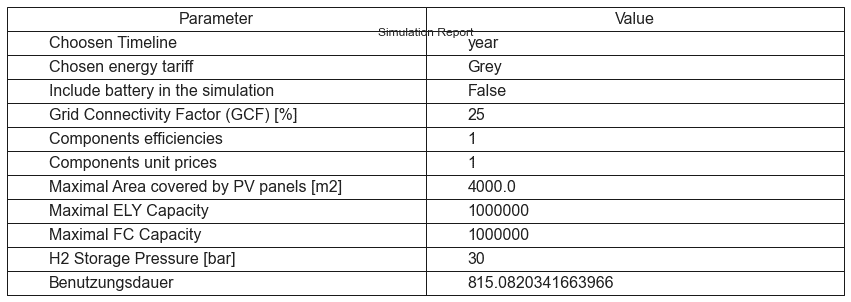 Parameter Value
Simulation Report
Choosen Timeline year
Chosen energy tariff Grey
Include battery in the simulation False
Grid Connectivity Factor (GCF) [%] 25
Components efficiencies 1
Components unit prices 1
Maximal Area covered by PV panels [m2] 4000.0
Maximal ELY Capacity 1000000
Maximal FC Capacity 1000000
H2 Storage Pressure [bar] 30
Benutzungsdauer 815.0820341663966